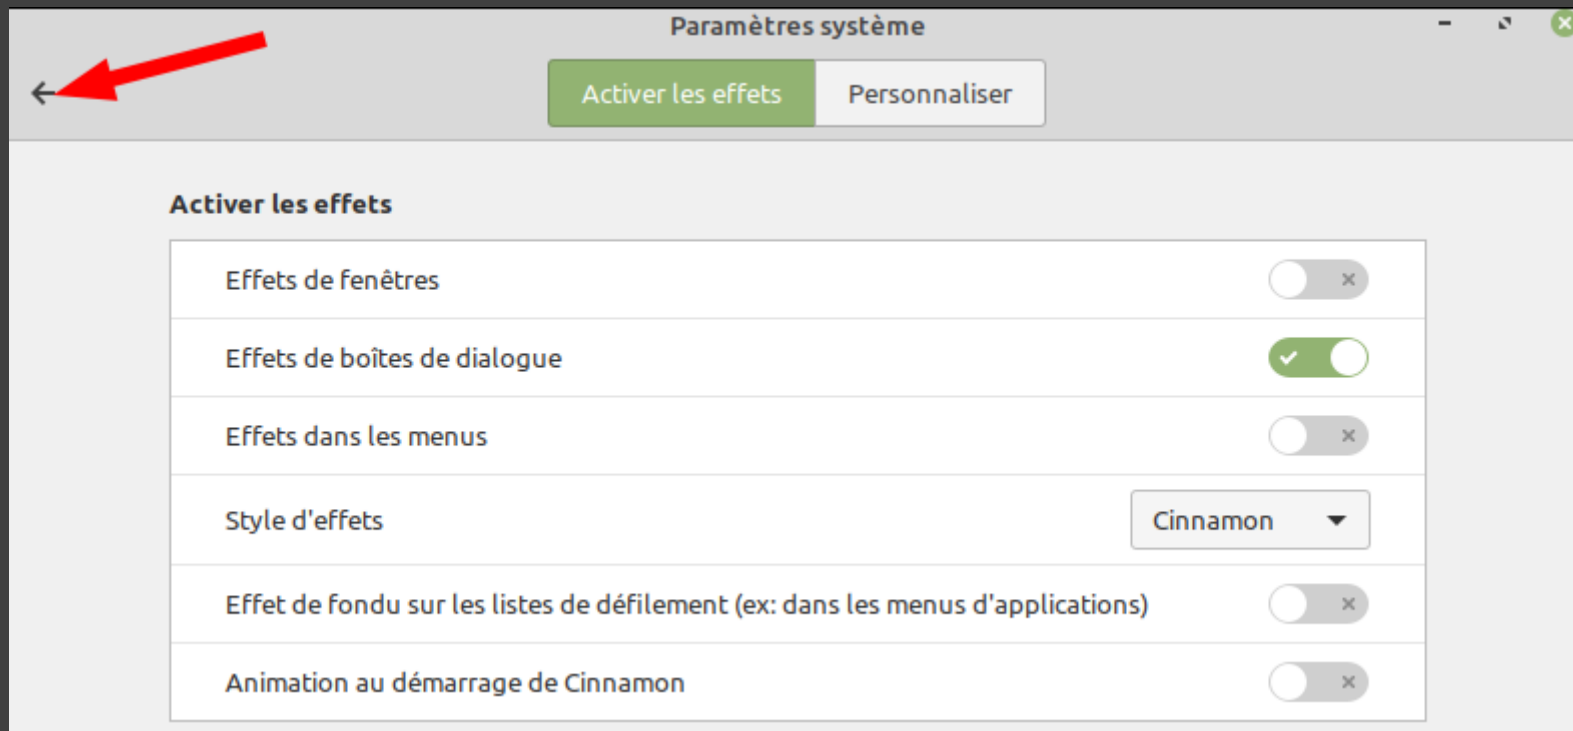 Paramètres système
Activer les effets Personnaliser
Activer les effets
Effets de fenêtres
Effets de boîtes de dialogue
Effets dans les menus
Style d'effets Cinnamon
Effet de fondu sur les listes de défilement (ex: dans les menus d'applications)
Animation au démarrage de Cinnamon